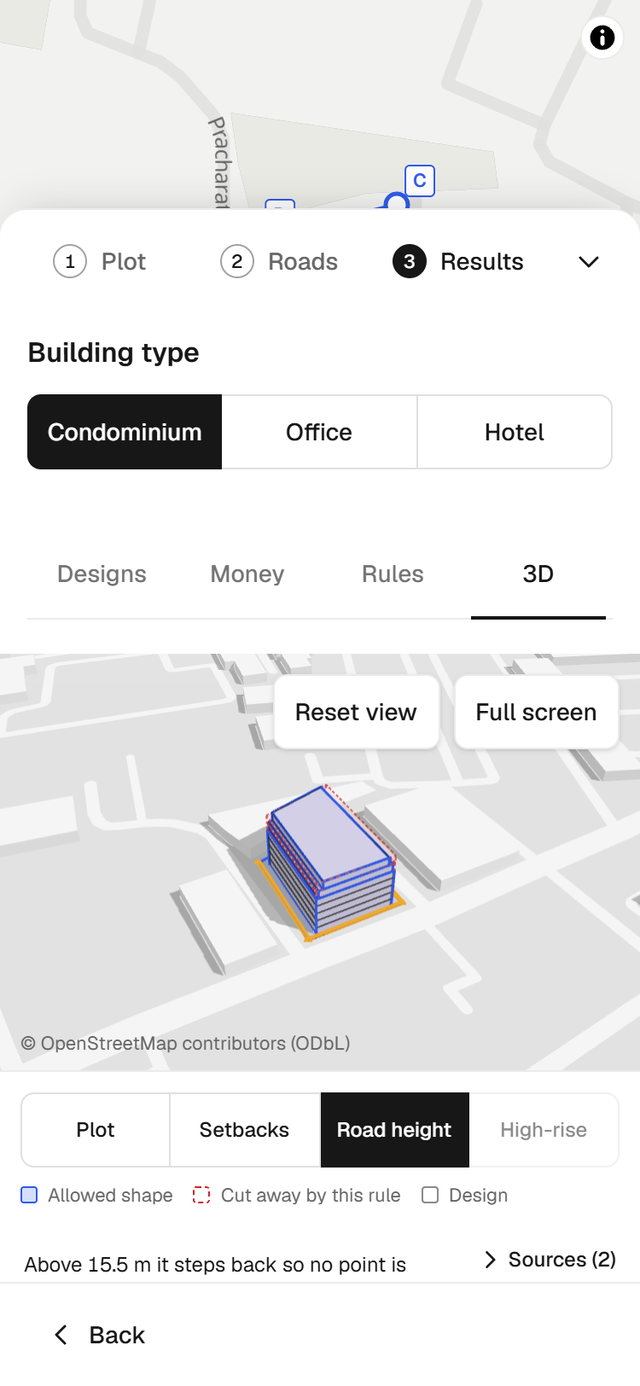 Pracharat
C
1 Plot
2 Roads
3 Results
Building type
Condominium
Office
Hotel
Designs
Money
Rules
3D
Reset view
Full screen
© OpenStreetMap contributors (ODbL)
Plot
Setbacks
Road height
High-rise
Allowed shape
Cut away by this rule
Design
Above 15.5 m it steps back so no point is
Sources (2)
Back